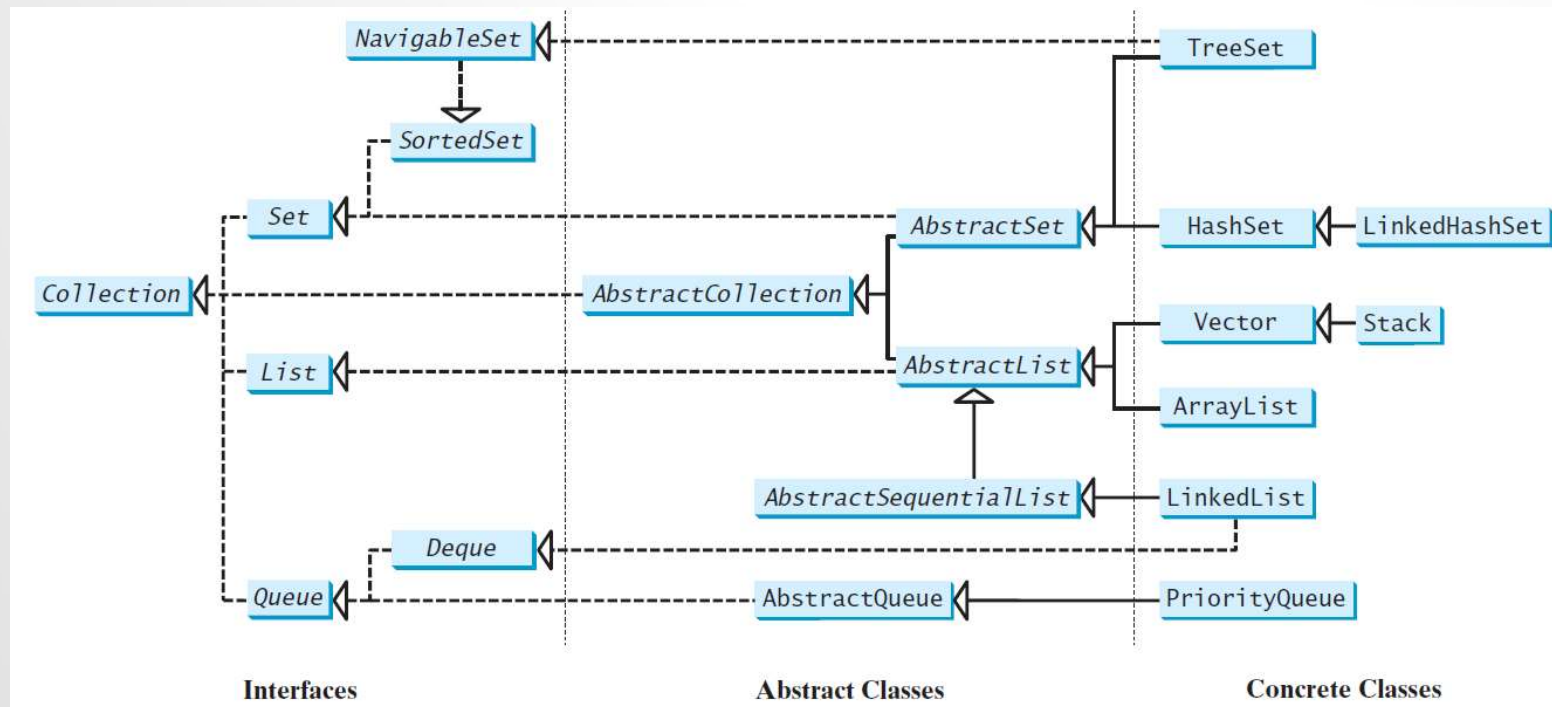 NavigableSet
TreeSet
SortedSet
Set
AbstractSet
HashSet
LinkedHashSet
Collection
AbstractCollection
Vector
Stack
List
AbstractList
ArrayList
AbstractSequentialList
LinkedList
Deque
Queue
AbstractQueue
PriorityQueue
Interfaces
Abstract Classes
Concrete Classes